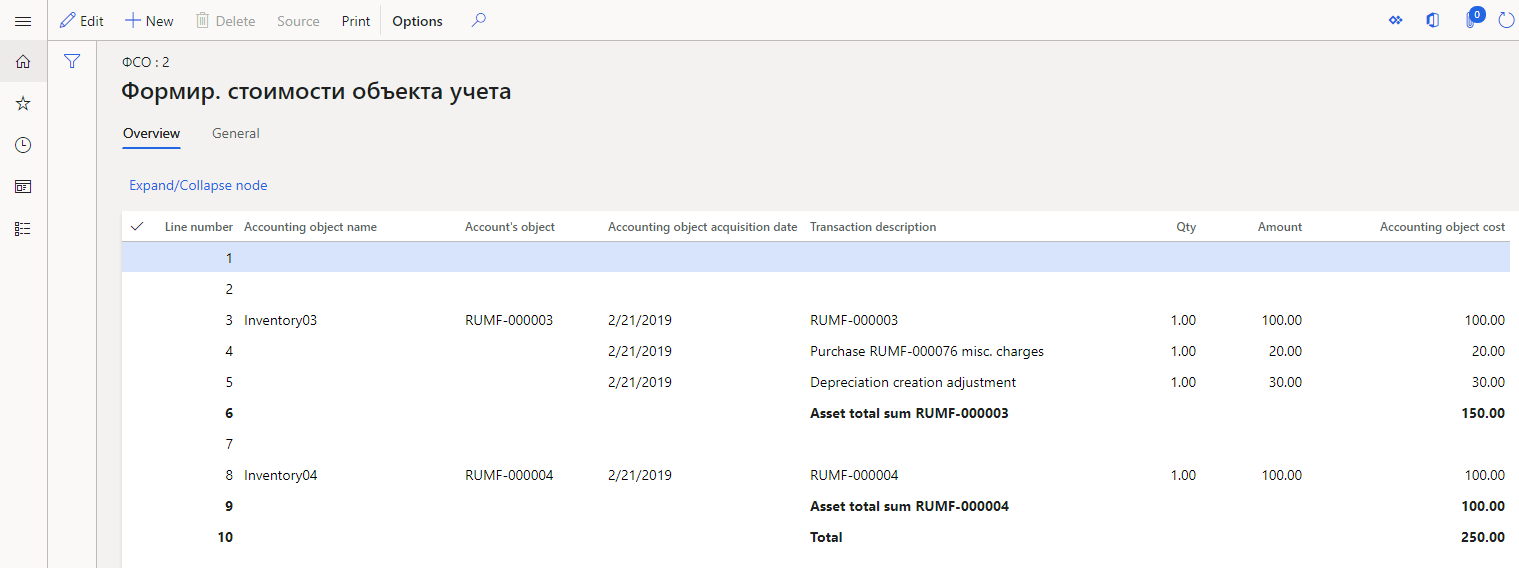 Edit New Delete Source Print Options 0
ФСО : 2
Формир. стоимости объекта учета
Overview General
Expand/Collapse node
Line number Accounting object name Account's object Accounting object acquisition date Transaction description Qty Amount Accounting object cost
1
2
3 Inventory03 RUMF-000003 2/21/2019 RUMF-000003 1.00 100.00 100.00
4 2/21/2019 Purchase RUMF-000076 misc. charges 1.00 20.00 20.00
5 2/21/2019 Depreciation creation adjustment 1.00 30.00 30.00
6 Asset total sum RUMF-000003 150.00
7
8 Inventory04 RUMF-000004 2/21/2019 RUMF-000004 1.00 100.00 100.00
9 Asset total sum RUMF-000004 100.00
10 Total 250.00